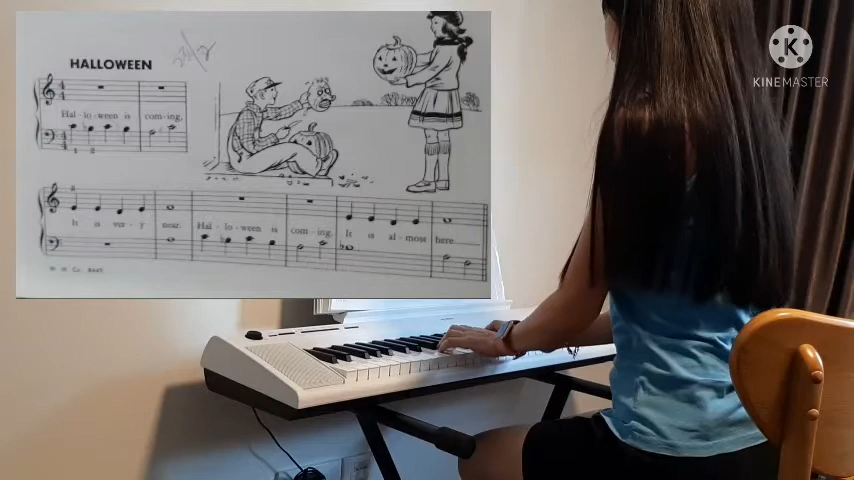 HALLOWEEN
Hal-lo-ween is com-ing,
It is ver-y near. Hal-lo-ween is com-ing. It is al-most here.
W. M. Co.
KINEMASTER